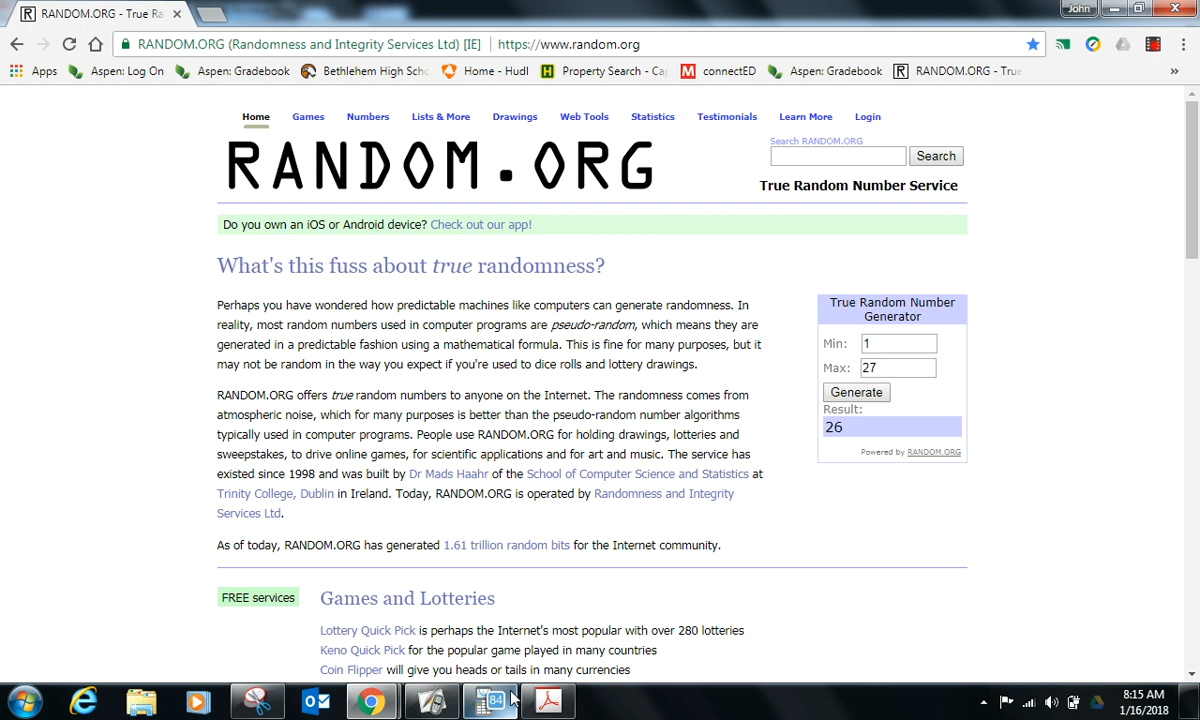 RANDOM.ORG - True Ra
John
RANDOM.ORG (Randomness and Integrity Services Ltd) [IE] https://www.random.org
Apps Aspen: Log On Aspen: Gradebook Bethlehem High Scho Home - Hudl Property Search - Cap connectED Aspen: Gradebook RANDOM.ORG - True
Home Games Numbers Lists & More Drawings Web Tools Statistics Testimonials Learn More Login
RANDOM.ORG
Search RANDOM.ORG
Search
True Random Number Service
Do you own an iOS or Android device? Check out our app!
What's this fuss about true randomness?
Perhaps you have wondered how predictable machines like computers can generate randomness. In
reality, most random numbers used in computer programs are pseudo-random, which means they are
generated in a predictable fashion using a mathematical formula. This is fine for many purposes, but it
may not be random in the way you expect if you're used to dice rolls and lottery drawings.
RANDOM.ORG offers true random numbers to anyone on the Internet. The randomness comes from
atmospheric noise, which for many purposes is better than the pseudo-random number algorithms
typically used in computer programs. People use RANDOM.ORG for holding drawings, lotteries and
sweepstakes, to drive online games, for scientific applications and for art and music. The service has
existed since 1998 and was built by Dr Mads Haahr of the School of Computer Science and Statistics at
Trinity College, Dublin in Ireland. Today, RANDOM.ORG is operated by Randomness and Integrity
Services Ltd.
As of today, RANDOM.ORG has generated 1.61 trillion random bits for the Internet community.
True Random Number
Generator
Min: 1
Max: 27
Generate
Result:
26
Powered by RANDOM.ORG
FREE services
Games and Lotteries
Lottery Quick Pick is perhaps the Internet's most popular with over 280 lotteries
Keno Quick Pick for the popular game played in many countries
Coin Flipper will give you heads or tails in many currencies
84
8:15 AM
1/16/2018